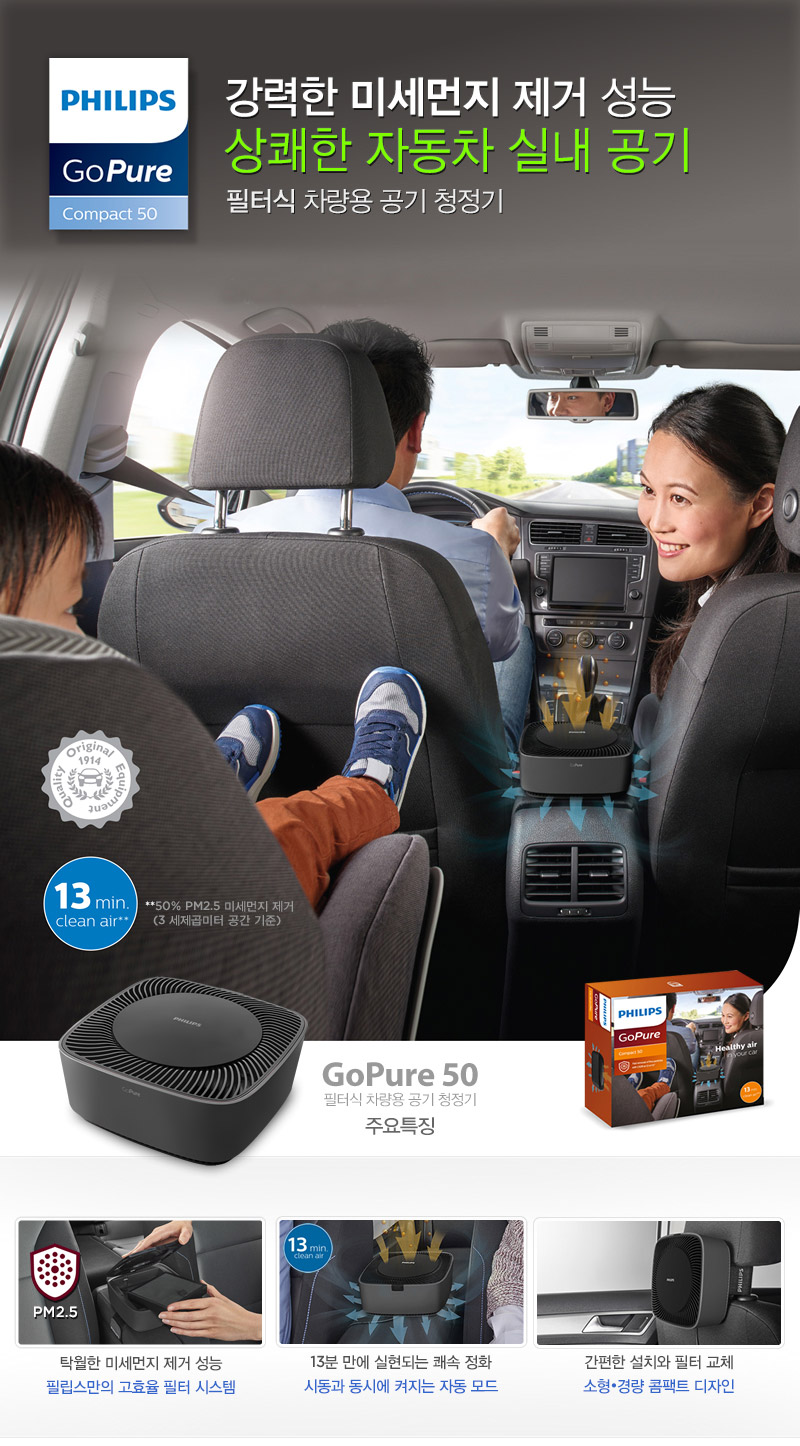 PHILIPS
GoPure
Compact 50
강력한 미세먼지 제거 성능
상쾌한 자동차 실내 공기
필터식 차량용 공기 청정기
GoPure
Original
1914
Equipment
Quality
13 min.
clean air**
**50% PM2.5 미세먼지 제거
(3 세제곱미터 공간 기준)
PHILIPS
GoPure
GoPure 50
필터식 차량용 공기 청정기
주요특징
PHILIPS
GoPure
PHILIPS
GoPure
Compact 50
Healthy air
in your car
13 min
PM2.5
탁월한 미세먼지 제거 성능
필립스만의 고효율 필터 시스템
13 min.
clean air
13분 만에 실현되는 쾌속 정화
시동과 동시에 켜지는 자동 모드
PHILIPS
PHILIPS
간편한 설치와 필터 교체
소형•경량 콤팩트 디자인